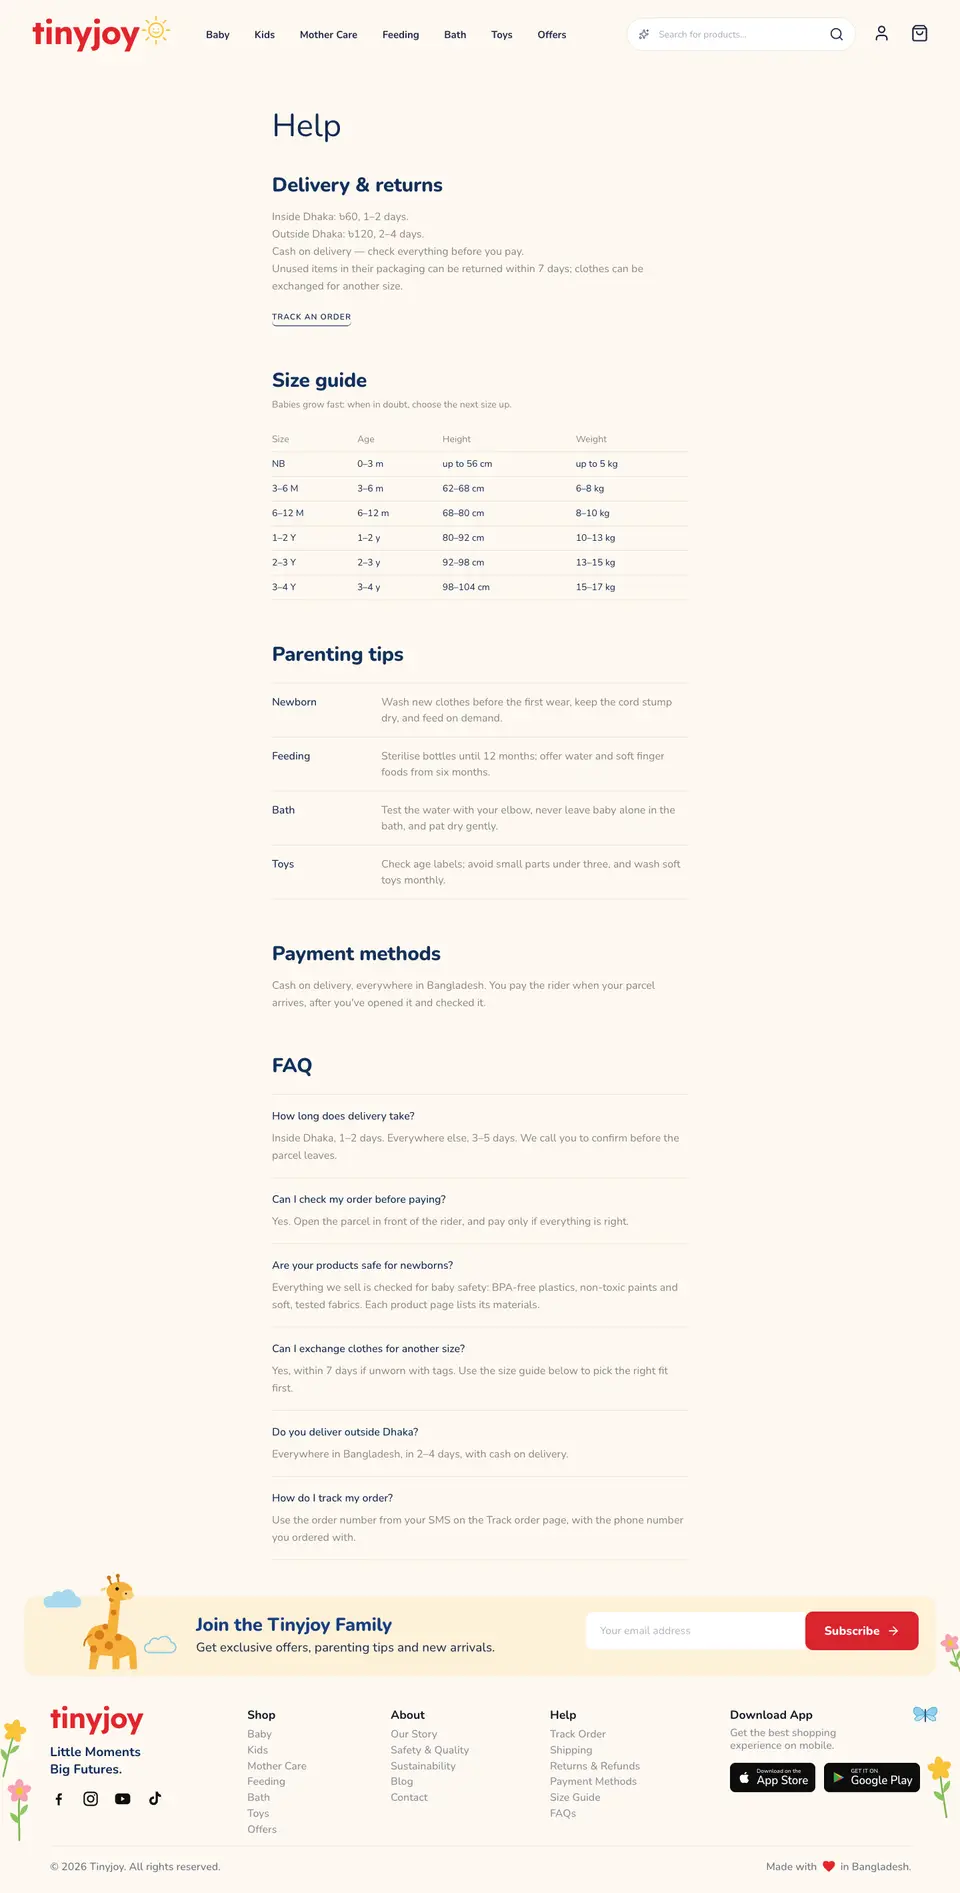 tinyjoy
Baby Kids Mother Care Feeding Bath Toys Offers
Search for products...
Help
Delivery & returns
Inside Dhaka: ৳60, 1–2 days.
Outside Dhaka: ৳120, 2–4 days.
Cash on delivery — check everything before you pay.
Unused items in their packaging can be returned within 7 days; clothes can be
exchanged for another size.
TRACK AN ORDER
Size guide
Babies grow fast; when in doubt, choose the next size up.
Size Age Height Weight
NB 0–3 m up to 56 cm up to 5 kg
3–6 M 3–6 m 62–68 cm 6–8 kg
6–12 M 6–12 m 68–80 cm 8–10 kg
1–2 Y 1–2 y 80–92 cm 10–13 kg
2–3 Y 2–3 y 92–98 cm 13–15 kg
3–4 Y 3–4 y 98–104 cm 15–17 kg
Parenting tips
Newborn
Wash new clothes before the first wear, keep the cord stump
dry, and feed on demand.
Feeding
Sterilise bottles until 12 months; offer water and soft finger
foods from six months.
Bath
Test the water with your elbow, never leave baby alone in the
bath, and pat dry gently.
Toys
Check age labels; avoid small parts under three, and wash soft
toys monthly.
Payment methods
Cash on delivery, everywhere in Bangladesh. You pay the rider when your parcel
arrives, after you've opened it and checked it.
FAQ
How long does delivery take?
Inside Dhaka, 1–2 days. Everywhere else, 3–5 days. We call you to confirm before the
parcel leaves.
Can I check my order before paying?
Yes. Open the parcel in front of the rider, and pay only if everything is right.
Are your products safe for newborns?
Everything we sell is checked for baby safety: BPA-free plastics, non-toxic paints and
soft, tested fabrics. Each product page lists its materials.
Can I exchange clothes for another size?
Yes, within 7 days if unworn with tags. Use the size guide below to pick the right fit
first.
Do you deliver outside Dhaka?
Everywhere in Bangladesh, in 2–4 days, with cash on delivery.
How do I track my order?
Use the order number from your SMS on the Track order page, with the phone number
you ordered with.
Join the Tinyjoy Family
Get exclusive offers, parenting tips and new arrivals.
Your email address
Subscribe →
tinyjoy
Little Moments
Big Futures.
Shop
Baby
Kids
Mother Care
Feeding
Bath
Toys
Offers
About
Our Story
Safety & Quality
Sustainability
Blog
Contact
Help
Track Order
Shipping
Returns & Refunds
Payment Methods
Size Guide
FAQs
Download App
Get the best shopping
experience on mobile.
Download on the
App Store
GET IT ON
Google Play
© 2026 Tinyjoy. All rights reserved.
Made with ❤ in Bangladesh.